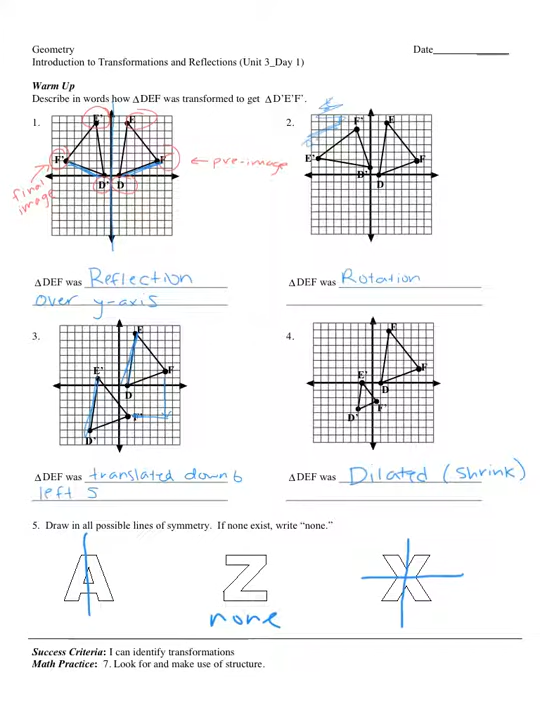 Geometry Date
Introduction to Transformations and Reflections (Unit 3_Day 1)
Warm Up
Describe in words how ΔDEF was transformed to get ΔD'E'F'.
1.
E' E
F' F
D' D
final image
← pre-image
2.
F' E
E' F
D' D
ΔDEF was Reflection
over y-axis
ΔDEF was Rotation
3.
E
E' F
D
F'
D'
4.
E
E' F
D
D' F'
ΔDEF was translated down 6
left 5
ΔDEF was Dilated (shrink)
5. Draw in all possible lines of symmetry. If none exist, write “none.”
A Z X
none
Success Criteria: I can identify transformations
Math Practice: 7. Look for and make use of structure.